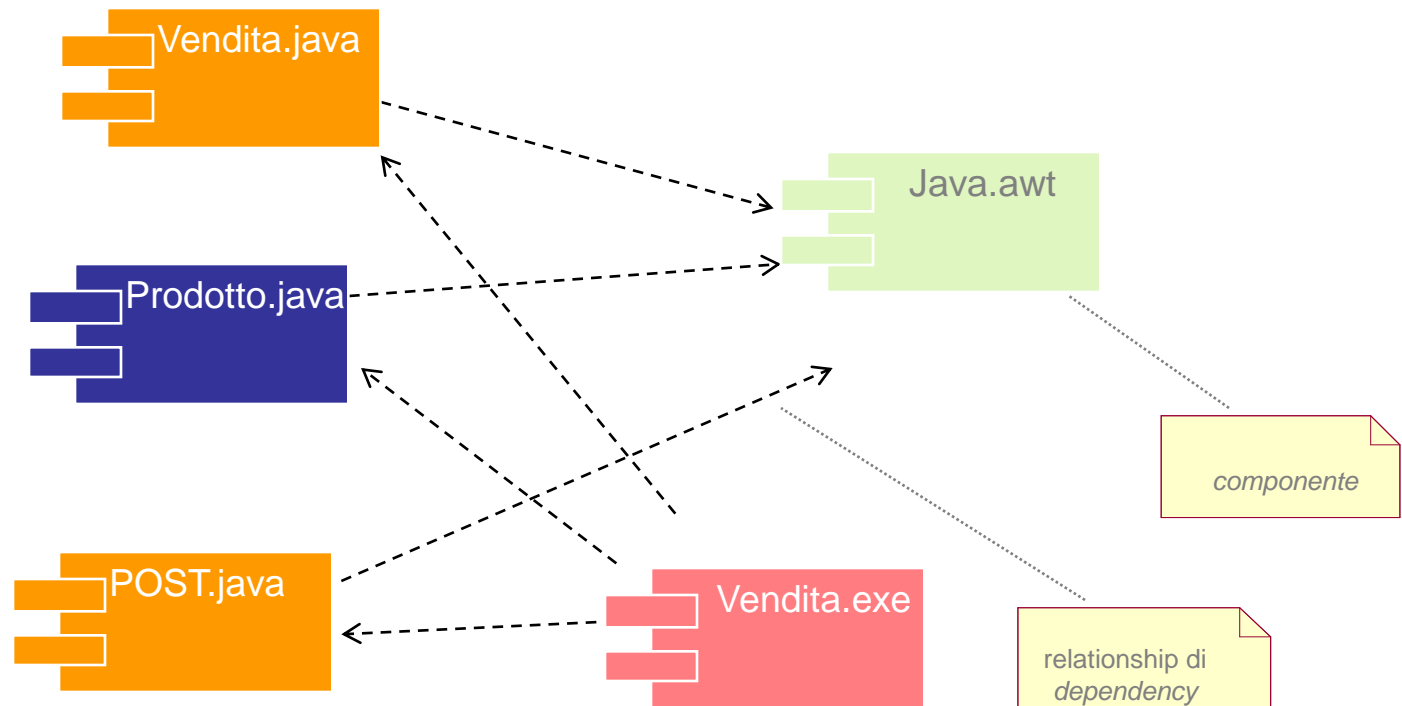 Vendita.java
Java.awt
Prodotto.java
componente
POST.java
Vendita.exe
relationship di
dependency